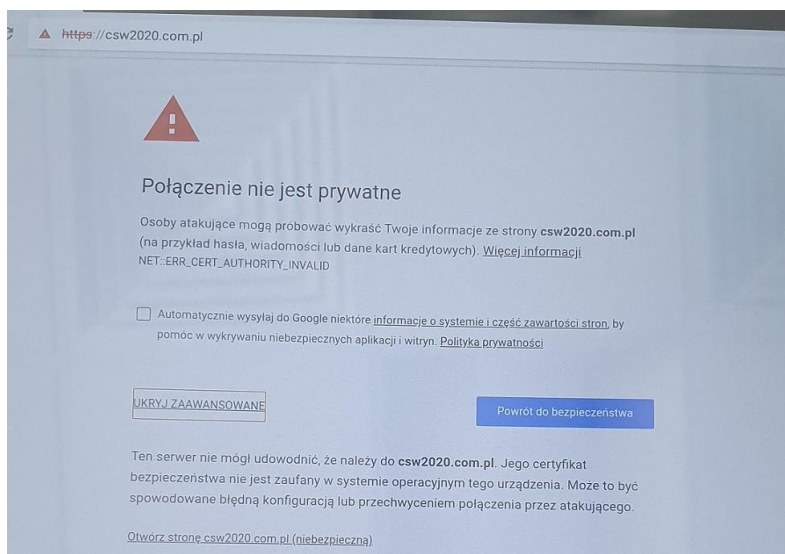 https://csw2020.com.pl
Połączenie nie jest prywatne
Osoby atakujące mogą próbować wykraść Twoje informacje ze strony csw2020.com.pl
(na przykład hasła, wiadomości lub dane kart kredytowych). Więcej informacji
NET::ERR_CERT_AUTHORITY_INVALID
Automatycznie wysyłaj do Google niektóre informacje o systemie i część zawartości stron, by
pomóc w wykrywaniu niebezpiecznych aplikacji i witryn. Polityka prywatności
UKRYJ ZAAWANSOWANE
Powrót do bezpieczeństwa
Ten serwer nie mógł udowodnić, że należy do csw2020.com.pl. Jego certyfikat
bezpieczeństwa nie jest zaufany w systemie operacyjnym tego urządzenia. Może to być
spowodowane błędną konfiguracją lub przechwyceniem połączenia przez atakującego.
Otwórz stronę csw2020.com.pl (niebezpieczną)